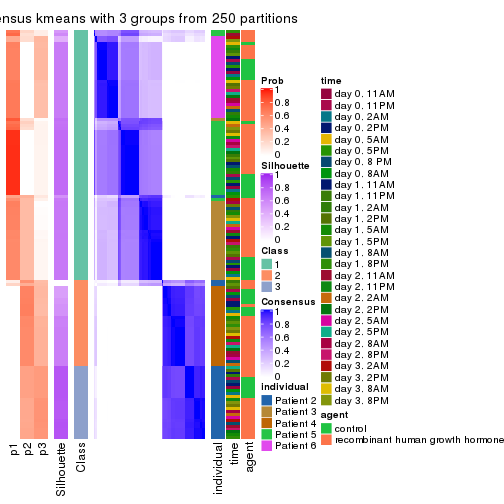 ensus kmeans with 3 groups from 250 partitions
Prob
1
0.8
0.6
0.4
0.2
0
Silhouette
1
0.8
0.6
0.4
0.2
0
Class
1
2
3
Consensus
1
0.8
0.6
0.4
0.2
0
individual
Patient 2
Patient 3
Patient 4
Patient 5
Patient 6
time
day 0. 11AM
day 0. 11PM
day 0. 2AM
day 0. 2PM
day 0. 5AM
day 0. 5PM
day 0. 8 PM
day 0. 8AM
day 1. 11AM
day 1. 11PM
day 1. 2AM
day 1. 2PM
day 1. 5AM
day 1. 5PM
day 1. 8AM
day 1. 8PM
day 2. 11AM
day 2. 11PM
day 2. 2AM
day 2. 2PM
day 2. 5AM
day 2. 5PM
day 2. 8AM
day 2. 8PM
day 3. 2AM
day 3. 2PM
day 3. 8AM
day 3. 8PM
agent
control
recombinant human growth hormone
p1
p2
p3
Silhouette
Class
individual
time
agent